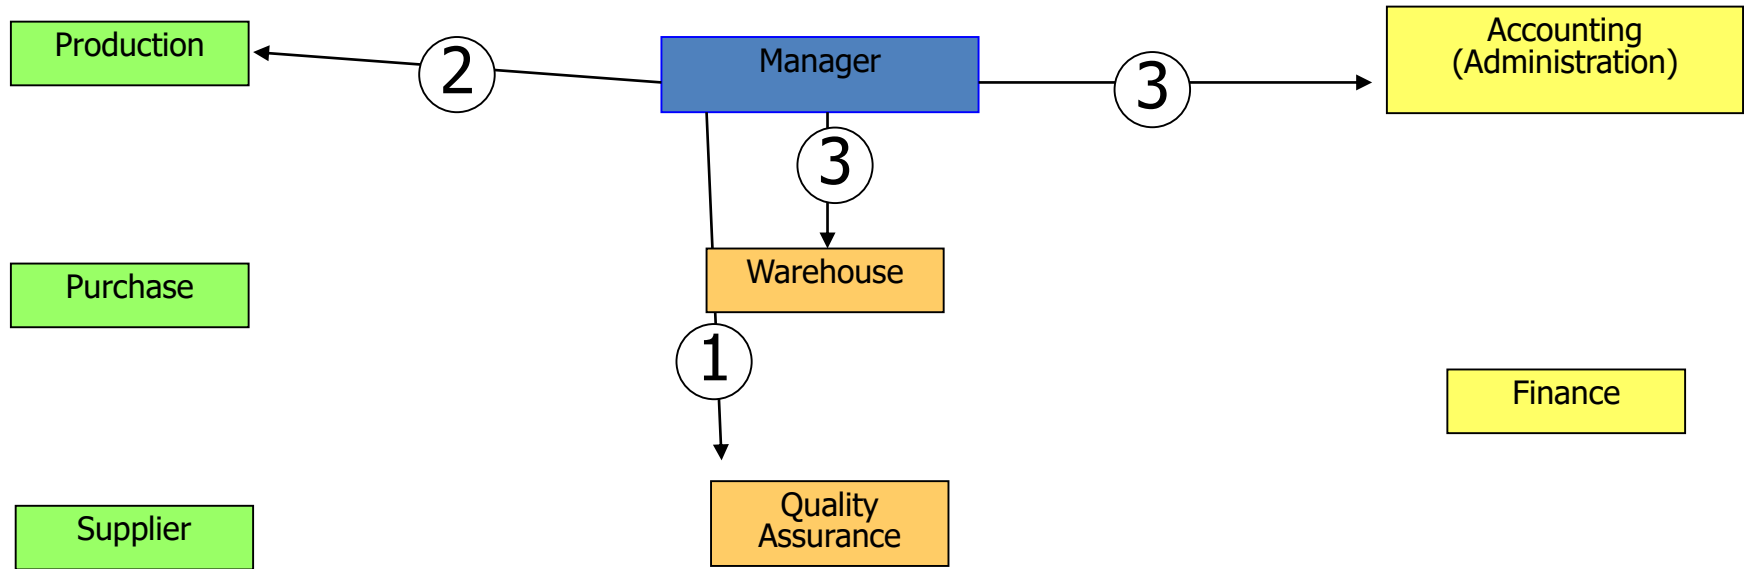 Production
2
Manager
3
Accounting
(Administration)
3
Purchase
Warehouse
1
Finance
Supplier
Quality
Assurance